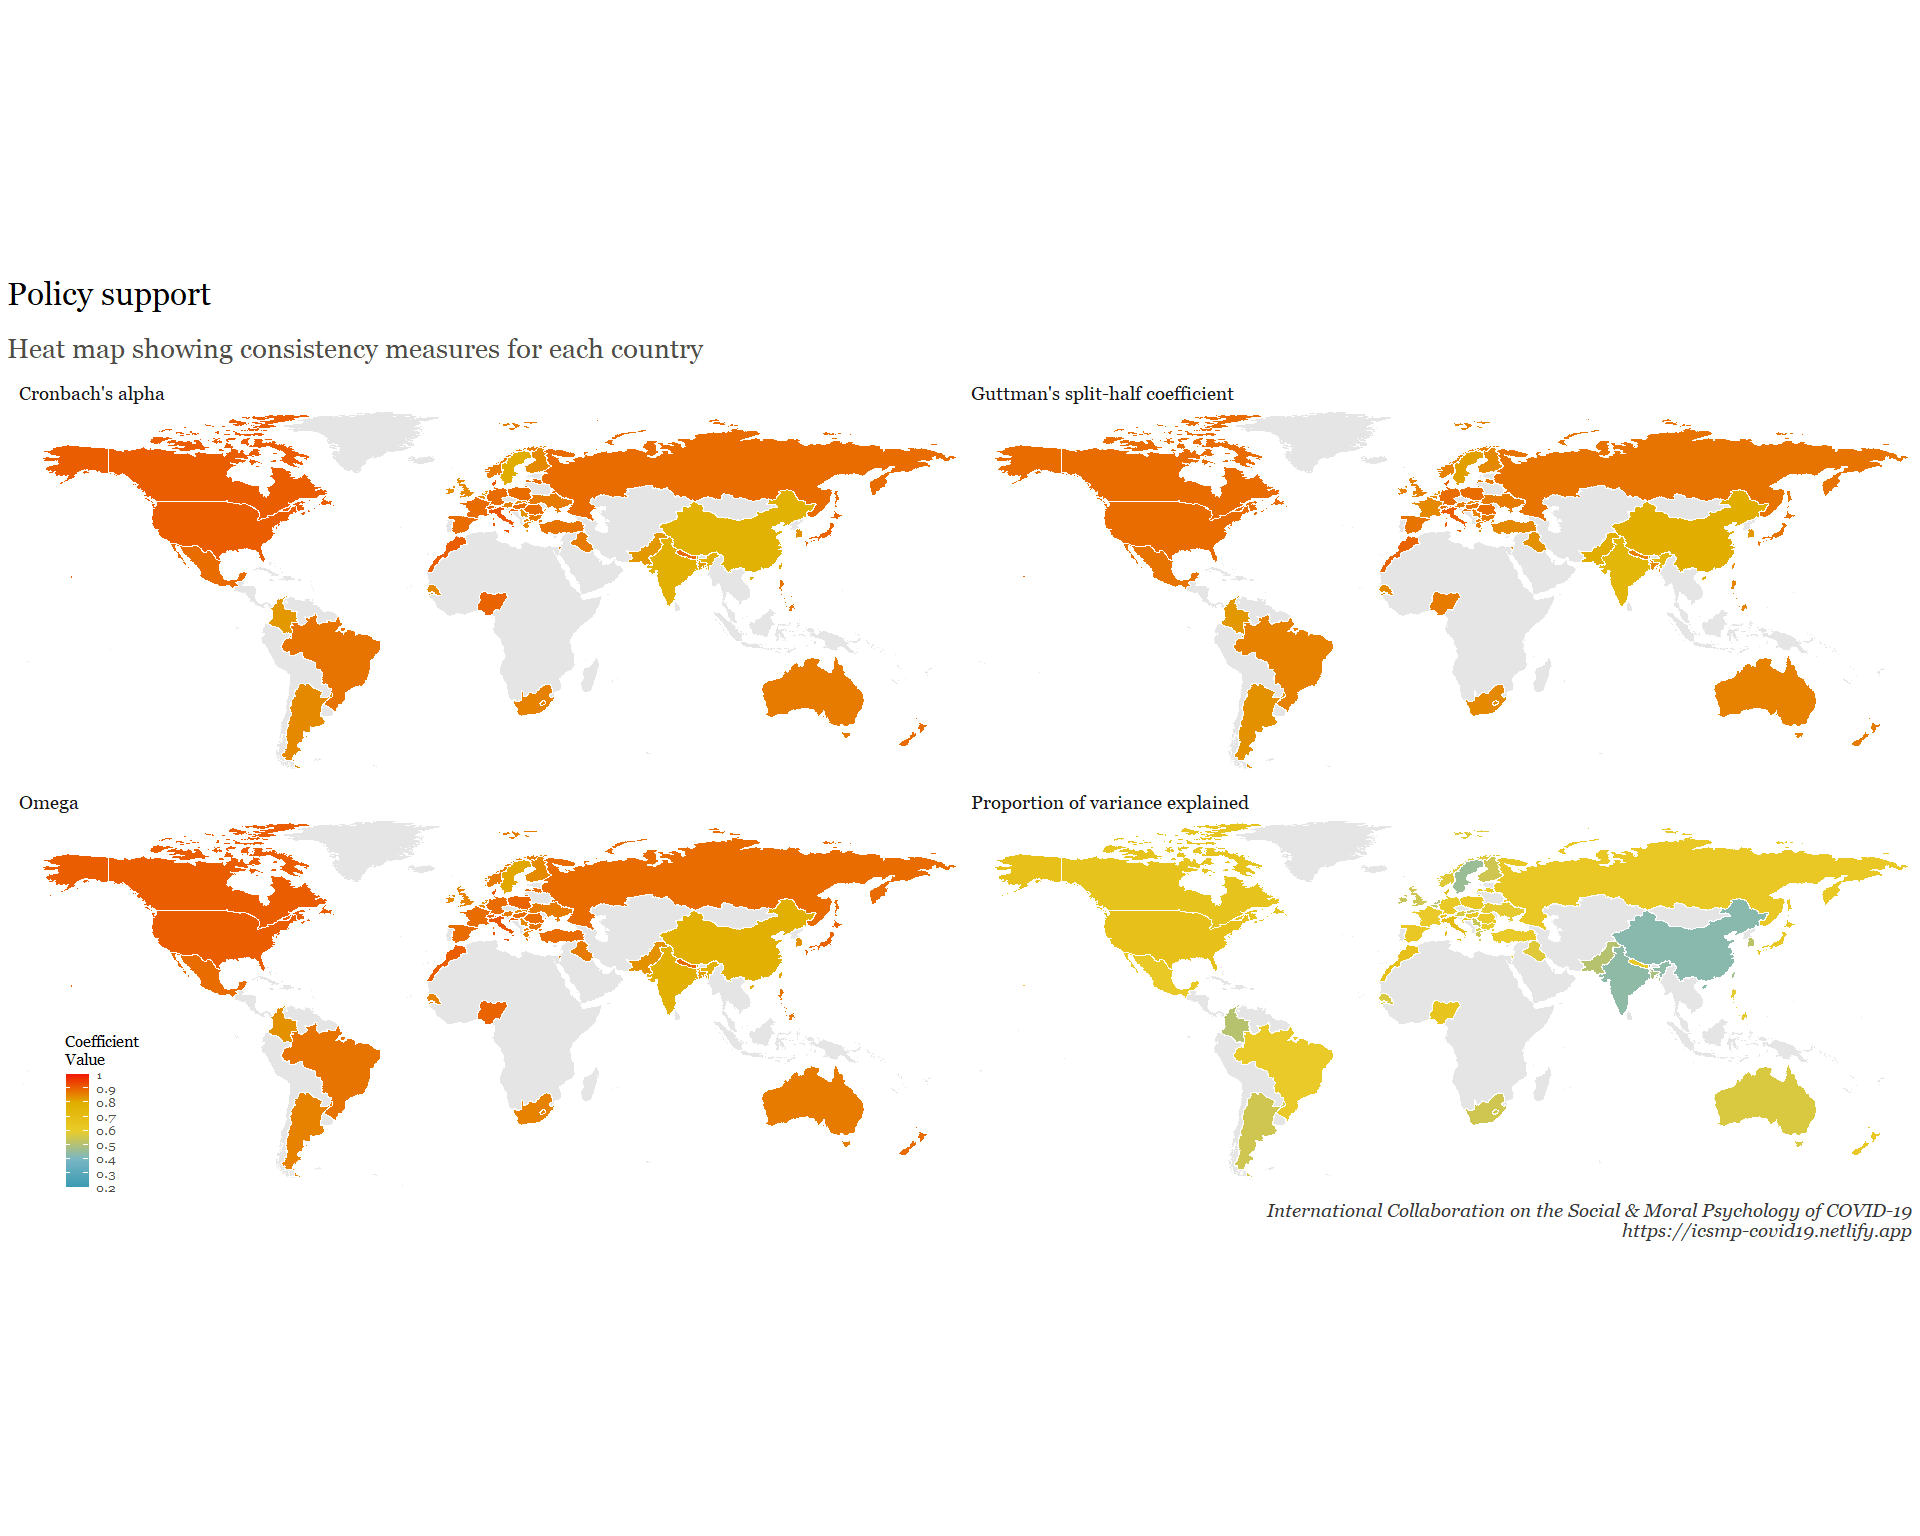 Policy support
Heat map showing consistency measures for each country
Cronbach's alpha
Guttman's split-half coefficient
Omega
Proportion of variance explained
Coefficient
Value
1
0.9
0.8
0.7
0.6
0.5
0.4
0.3
0.2
International Collaboration on the Social & Moral Psychology of COVID-19
https://icsmp-covid19.netlify.app